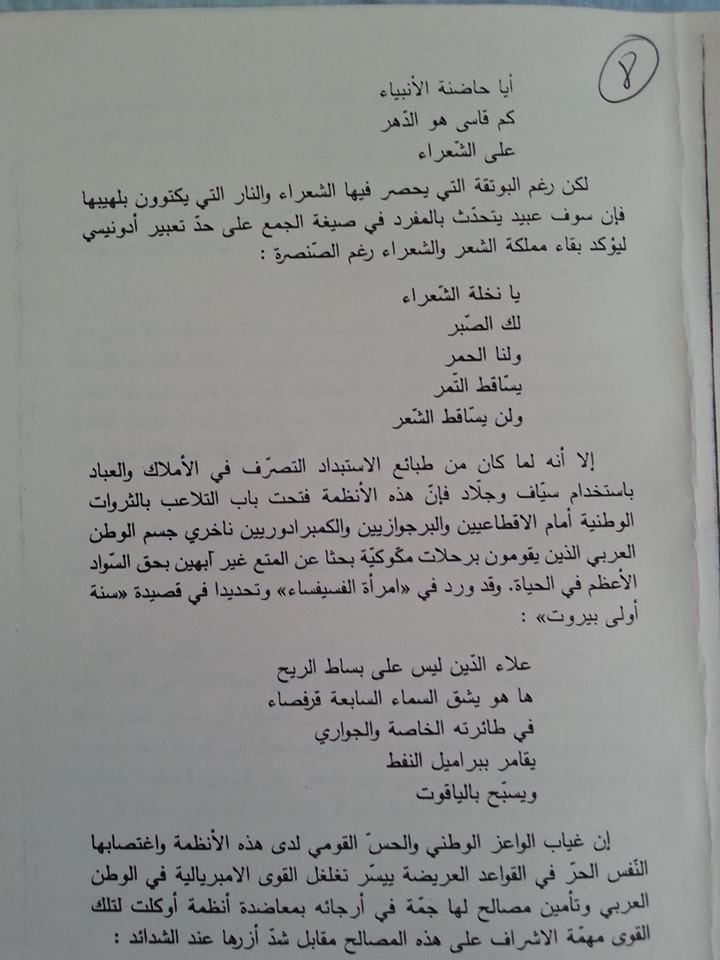 ٨
أيا حاضنة الأنبياء
كم قاسى هو الدّهر
على الشّعراء
لكن رغم البوتقة التي يحصر فيها الشعراء والنار التي يكتوون بلهيبها
فإن سوف عبيد يتحدّث بالمفرد في صيغة الجمع على حدّ تعبير أدونيسي
ليؤكد بقاء مملكة الشعر والشعراء رغم الصّنصرة :
يا نخلة الشّعراء
لك الصّبر
ولنا الحمر
يسّاقط التّمر
ولن يسّاقط الشّعر
إلا أنه لما كان من طبائع الاستبداد التصرّف في الأملاك والعباد
باستخدام سيّاف وجلّاد فإنّ هذه الأنظمة فتحت باب التلاعب بالثروات
الوطنية أمام الاقطاعيين والبرجوازيين والكمبرادوريين ناخري جسم الوطن
العربي الذين يقومون برحلات مكّوكيّة بحثا عن المتع غير آبهين بحق السّواد
الأعظم في الحياة. وقد ورد في «امرأة الفسيفساء» وتحديدا في قصيدة «سنة
أولى بيروت» :
علاء الدّين ليس على بساط الريح
ها هو يشق السماء السابعة قرفصاء
في طائرته الخاصة والجواري
يقامر ببراميل النفط
ويسبّح بالياقوت
إن غياب الواعز الوطني والحسّ القومي لدى هذه الأنظمة واغتصابها
النّفس الحرّ في القواعد العريضة ييسّر تغلغل القوى الامبريالية في الوطن
العربي وتأمين مصالح لها جمّة في أرجائه بمعاضدة أنظمة أوكلت لتلك
القوى مهمّة الاشراف على هذه المصالح مقابل شدّ أزرها عند الشدائد :